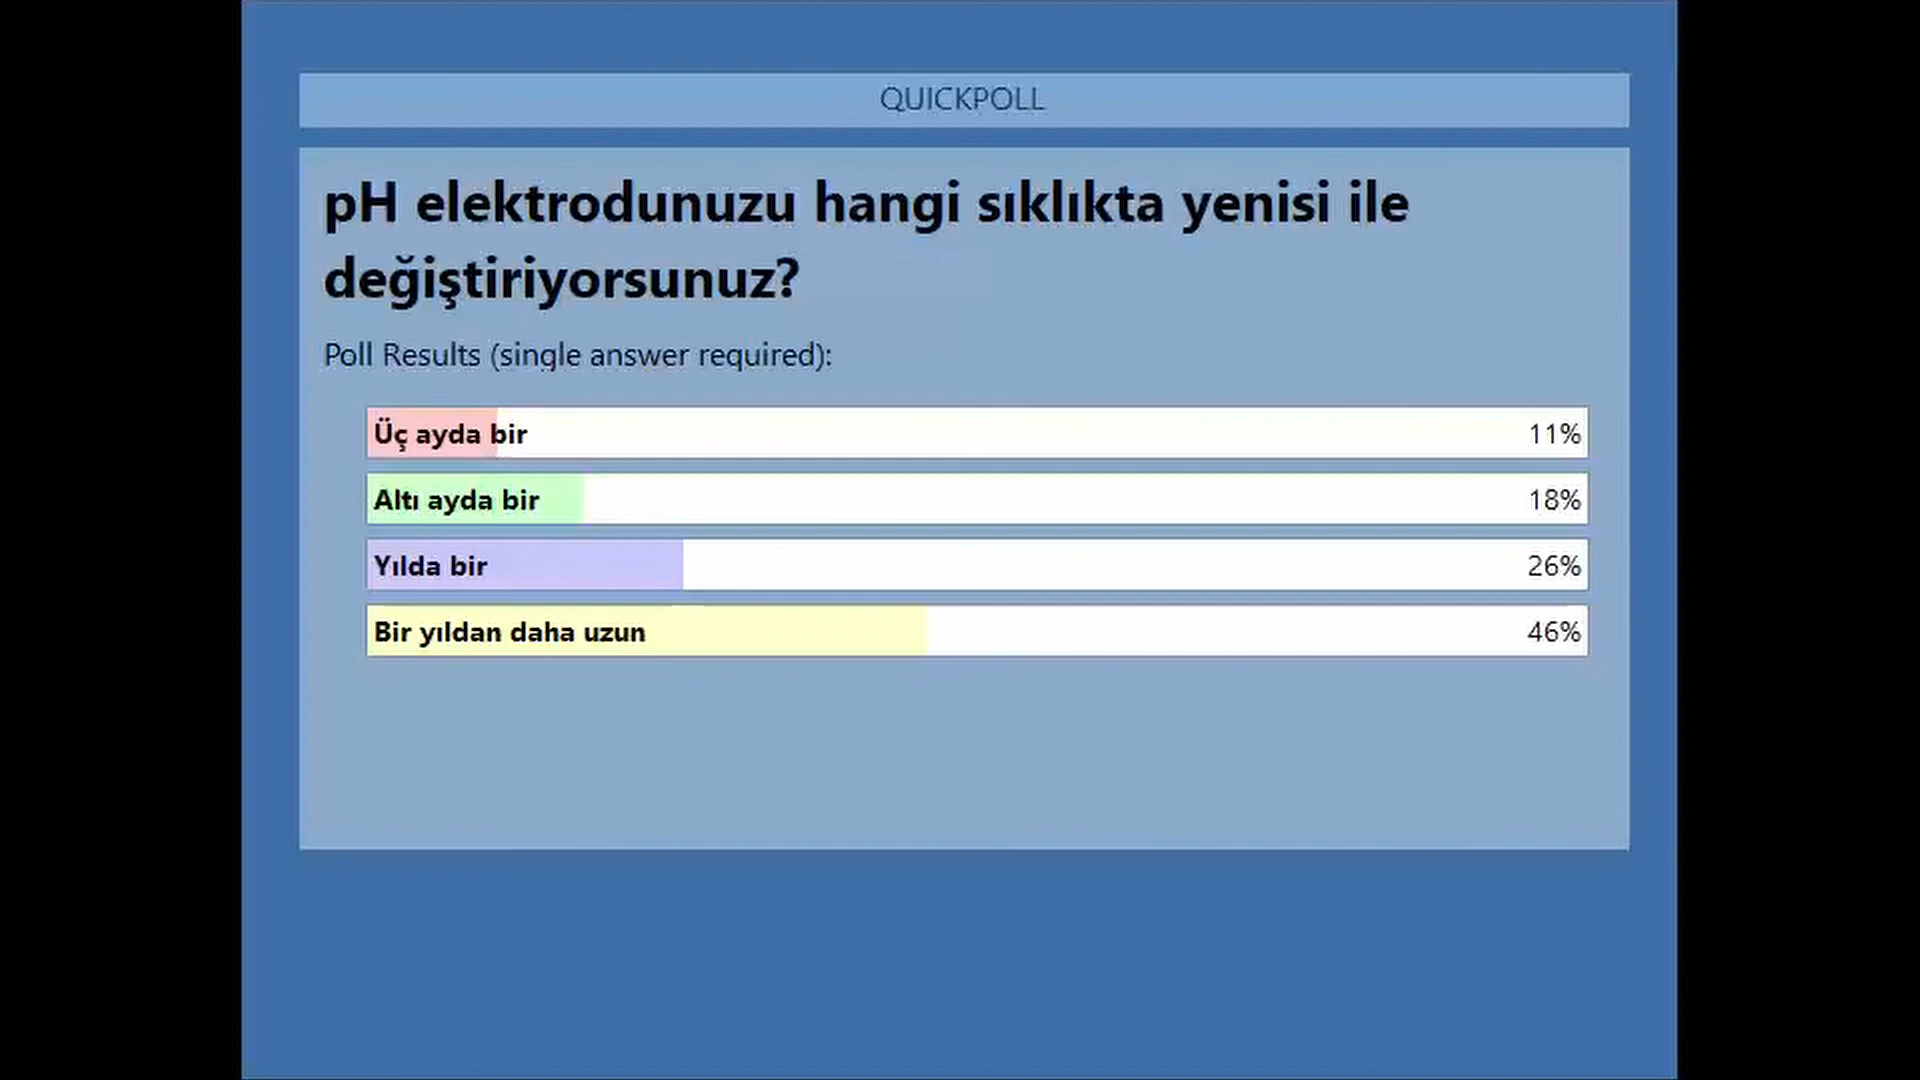 QUICKPOLL
pH elektrodunuzu hangi sıklıkta yenisi ile
değiştiriyorsunuz?
Poll Results (single answer required):
Üç ayda bir 11%
Altı ayda bir 18%
Yılda bir 26%
Bir yıldan daha uzun 46%